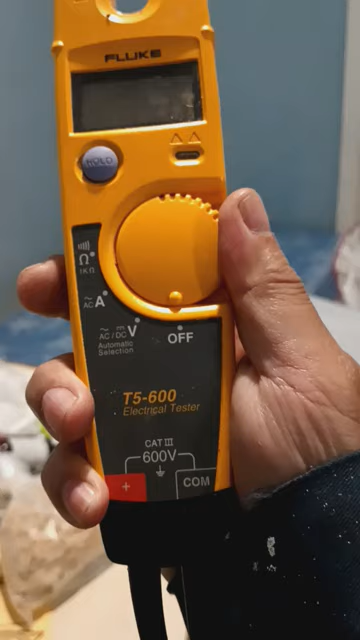 FLUKE
HOLD
Ω
1KΩ
AC A
AC / DC V
Automatic
Selection
OFF
T5-600
Electrical Tester
CAT III
600V
+
COM